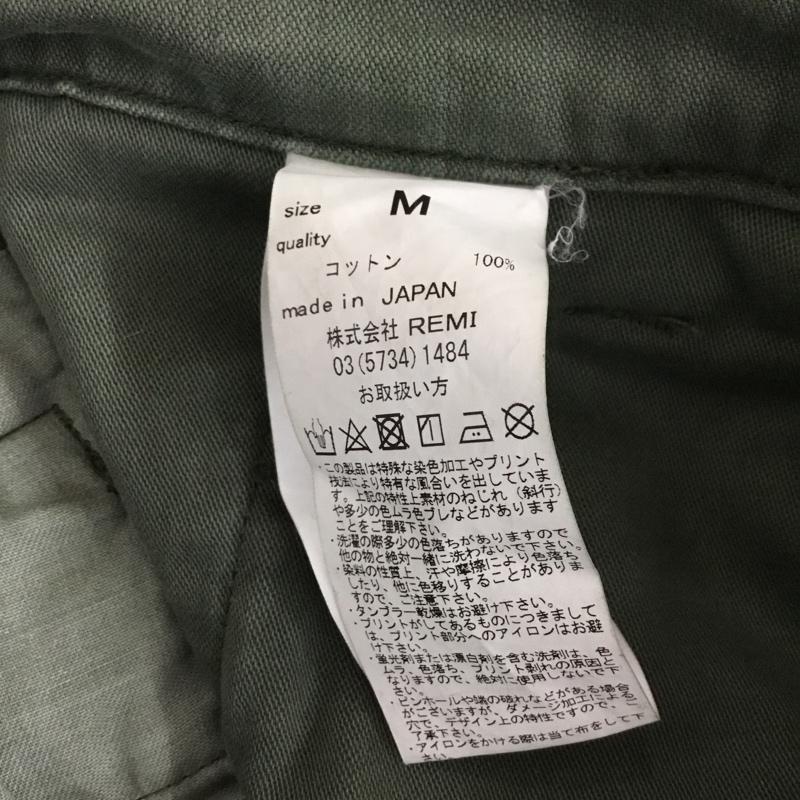 size M
quality
コットン 100%
made in JAPAN
株式会社 REMI
03(5734)1484
お取扱い方
・この製品は特殊な染色加工やプリント
技法により特有な風合いを出していま
す。上記の特性上素材のねじれ（斜行）
や多少の色ムラ色ブレなどがあります
ことをご理解下さい。
・洗濯の際多少の色落ちがありますので
他の物と絶対一緒に洗わないで下さい。
・染料の性質上、汗や摩擦により色落ち
したり、他に色移りすることがありま
すので、ご注意下さい。
・タンブラー乾燥はお避け下さい。
・プリントがしてあるものにつきまして
は、プリント部分へのアイロンはお避
け下さい。
・蛍光剤または漂白剤を含む洗剤は、色
ムラ、色落ち、プリント剥れの原因と
なりますので、絶対に使用しないで下
さい。
・ピンホールや端の破れなどがある場合
がございますが、ダメージ加工による
穴で、デザイン上の特性ですので、ご
了承下さい。
・アイロンをかける際は当て布をして下
さい。